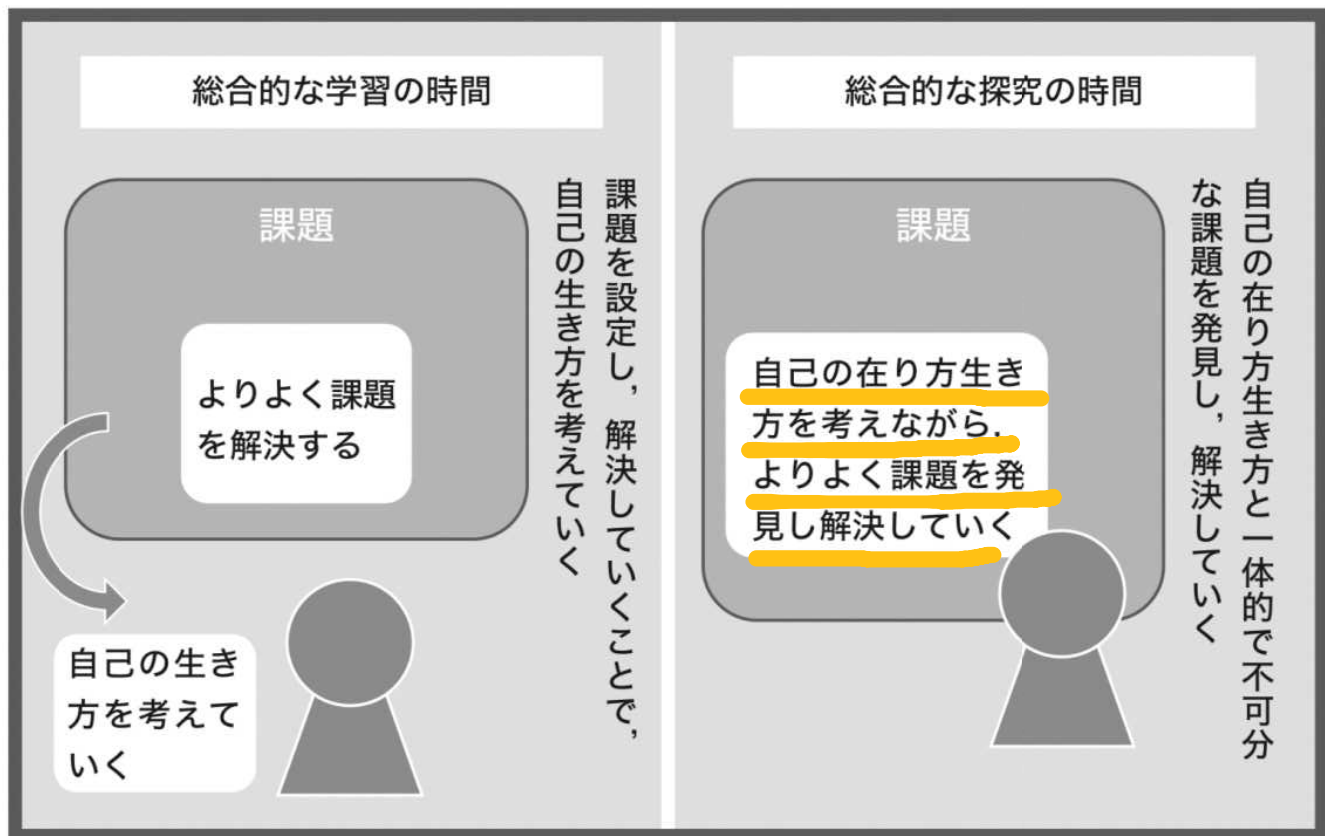 総合的な学習の時間
課題
よりよく課題
を解決する
課題を設定し，解決していくことで，
自己の生き方を考えていく
自己の生き
方を考えて
いく
総合的な探究の時間
課題
自己の在り方生き
方を考えながら，
よりよく課題を発
見し解決していく
自己の在り方生き方と一体的で不可分
な課題を発見し，解決していく